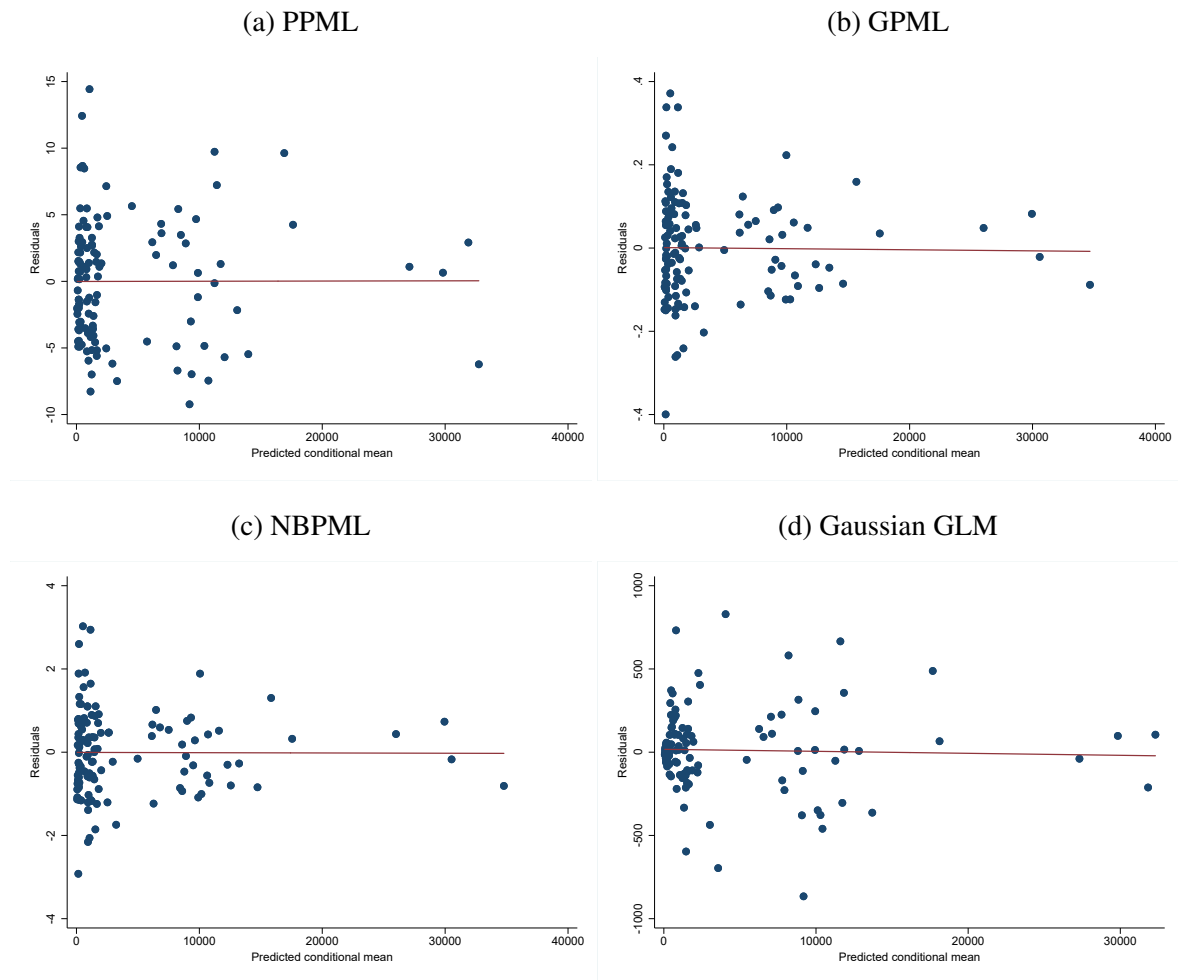 (a) PPML
15
10
5
0
-5
-10
Residuals
0 10000 20000 30000 40000
Predicted conditional mean
(b) GPML
.4
.2
0
-.2
-.4
Residuals
0 10000 20000 30000 40000
Predicted conditional mean
(c) NBPML
4
2
0
-2
-4
Residuals
0 10000 20000 30000 40000
Predicted conditional mean
(d) Gaussian GLM
1000
500
0
-500
-1000
Residuals
0 10000 20000 30000
Predicted conditional mean